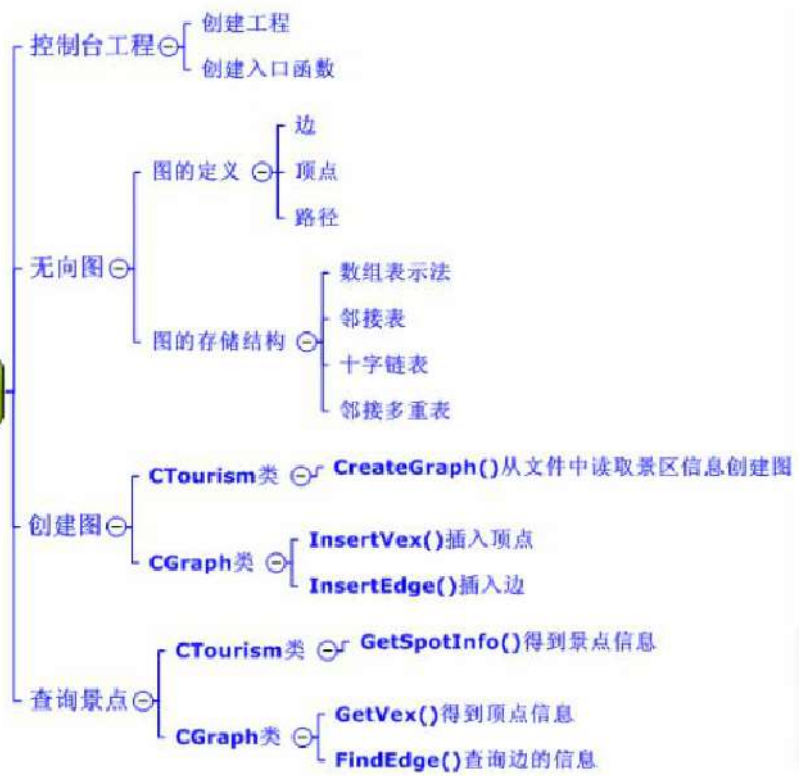 控制台工程
创建工程
创建入口函数
无向图
图的定义
边
顶点
路径
图的存储结构
数组表示法
邻接表
十字链表
邻接多重表
创建图
CTourism类
CreateGraph()从文件中读取景区信息创建图
CGraph类
InsertVex()插入顶点
InsertEdge()插入边
查询景点
CTourism类
GetSpotInfo()得到景点信息
CGraph类
GetVex()得到顶点信息
FindEdge()查询边的信息